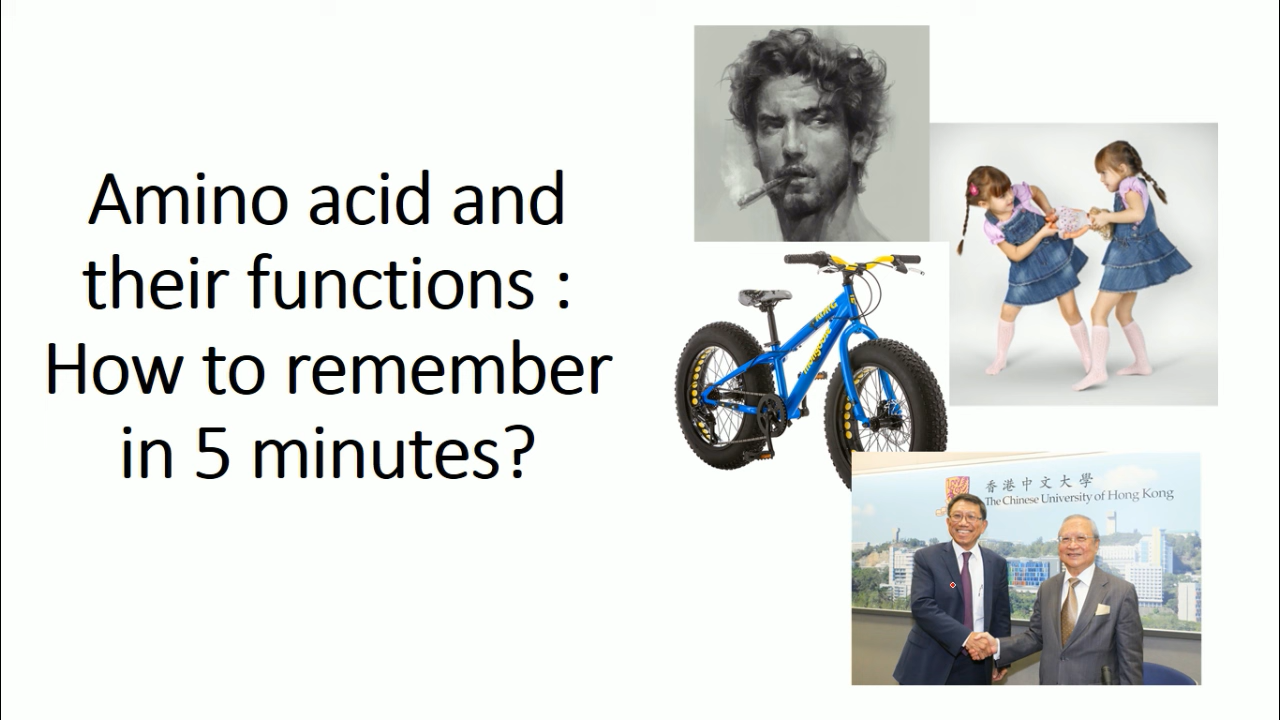 Amino acid and
their functions :
How to remember
in 5 minutes?
mongoose
香港中文大學
The Chinese University of Hong Kong